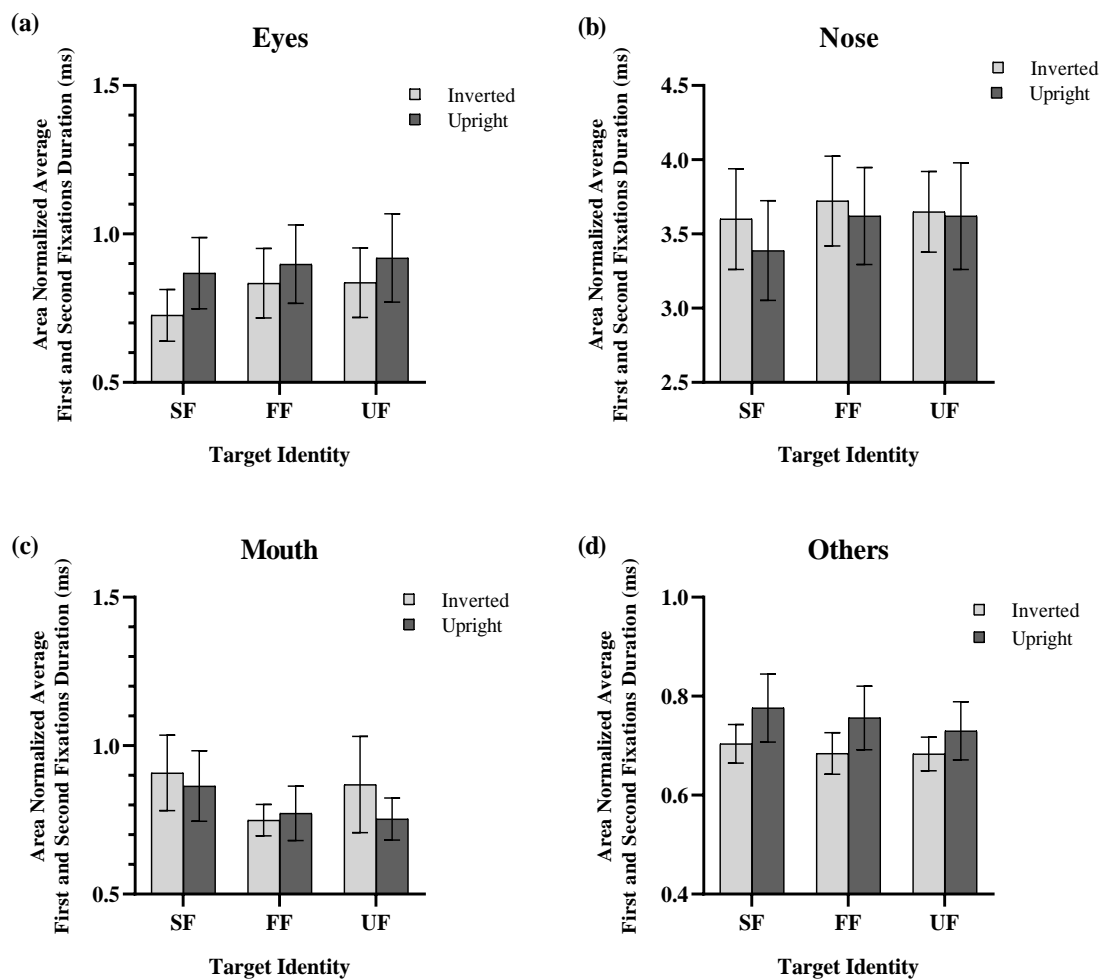 (a)
Eyes
Area Normalized Average
First and Second Fixations Duration (ms)
1.5
1.0
0.5
Inverted
Upright
SF FF UF
Target Identity
(b)
Nose
Area Normalized Average
First and Second Fixations Duration (ms)
4.5
4.0
3.5
3.0
2.5
Inverted
Upright
SF FF UF
Target Identity
(c)
Mouth
Area Normalized Average
First and Second Fixations Duration (ms)
1.5
1.0
0.5
Inverted
Upright
SF FF UF
Target Identity
(d)
Others
Area Normalized Average
First and Second Fixations Duration (ms)
1.0
0.8
0.6
0.4
Inverted
Upright
SF FF UF
Target Identity